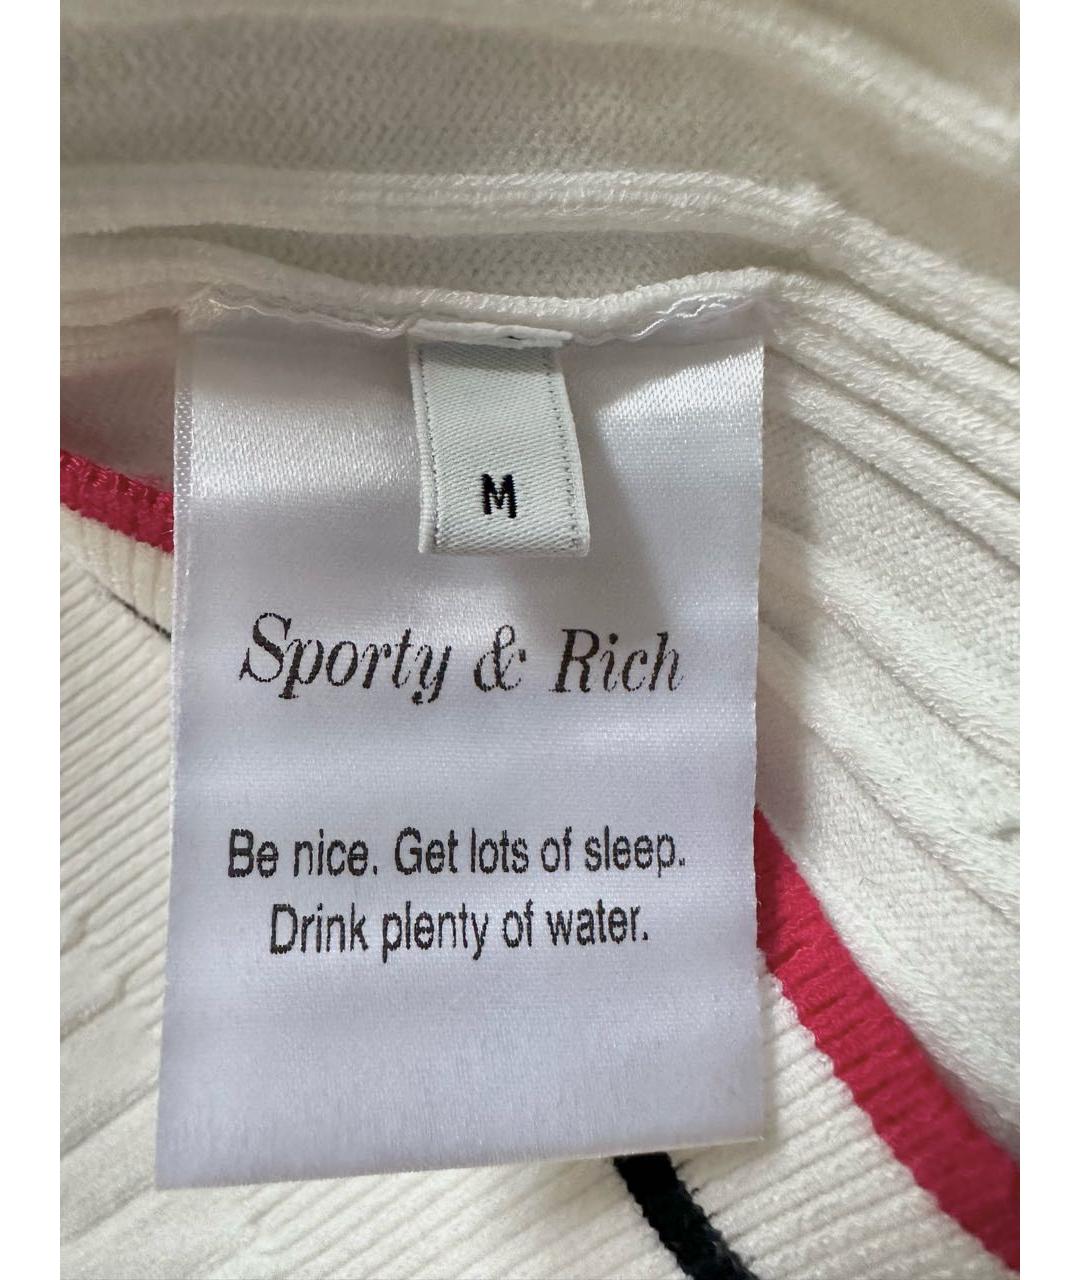 M
Sporty & Rich
Be nice. Get lots of sleep.
Drink plenty of water.